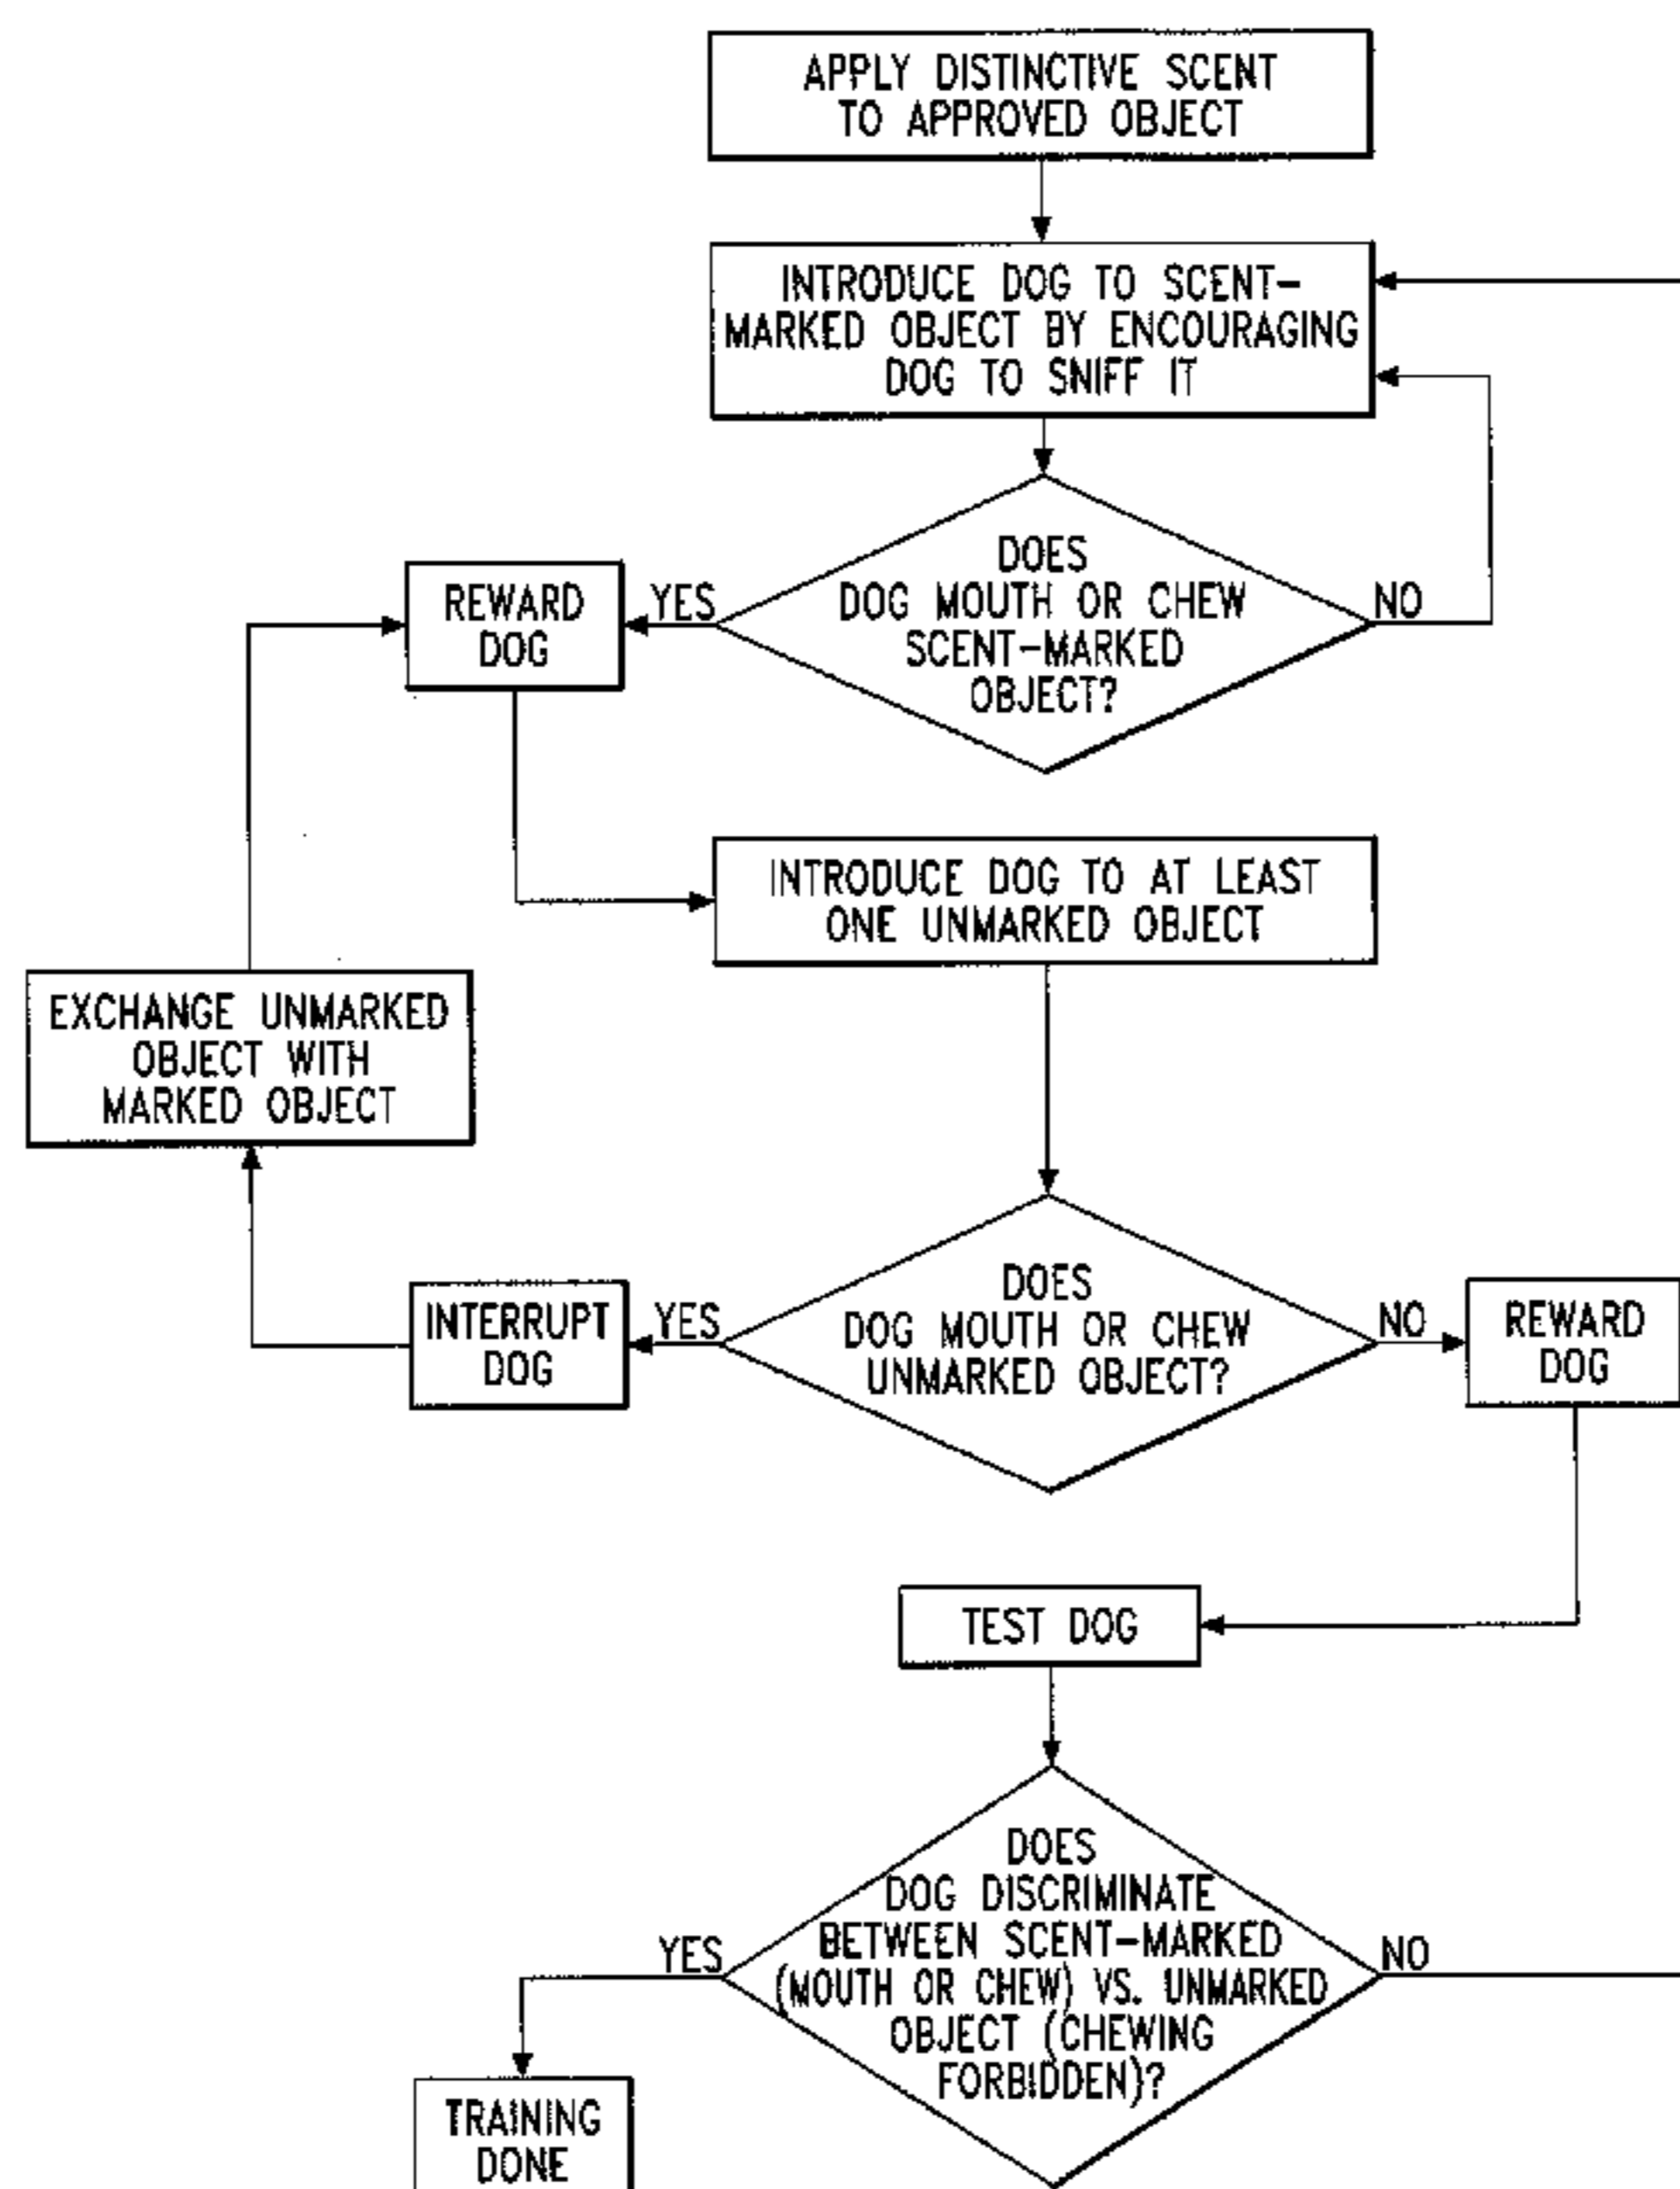 APPLY DISTINCTIVE SCENT
TO APPROVED OBJECT
INTRODUCE DOG TO SCENT-
MARKED OBJECT BY ENCOURAGING
DOG TO SNIFF IT
DOES
DOG MOUTH OR CHEW
SCENT-MARKED
OBJECT?
YES
NO
REWARD
DOG
INTRODUCE DOG TO AT LEAST
ONE UNMARKED OBJECT
EXCHANGE UNMARKED
OBJECT WITH
MARKED OBJECT
DOES
DOG MOUTH OR CHEW
UNMARKED OBJECT?
YES
NO
INTERRUPT
DOG
REWARD
DOG
TEST DOG
DOES
DOG DISCRIMINATE
BETWEEN SCENT-MARKED
(MOUTH OR CHEW) VS. UNMARKED
OBJECT (CHEWING
FORBIDDEN)?
YES
NO
TRAINING
DONE